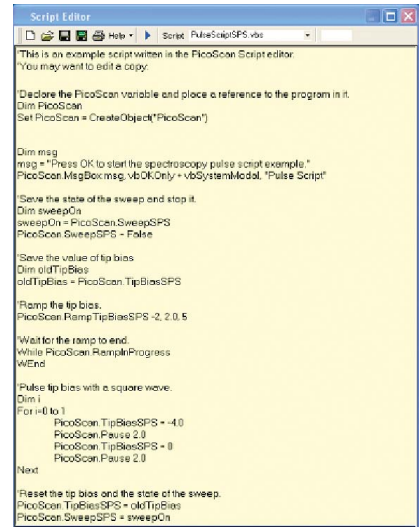 Script Editor
Help Script PulseScriptSPS.vbs
'This is an example script written in the PicoScan Script editor.
'You may want to edit a copy.
'Declare the PicoScan variable and place a reference to the program in it.
Dim PicoScan
Set PicoScan = CreateObject("PicoScan")
Dim msg
msg = "Press OK to start the spectroscopy pulse script example."
PicoScan.MsgBox msg, vbOKOnly + vbSystemModal, "Pulse Script"
'Save the state of the sweep and stop it.
Dim sweepOn
sweepOn = PicoScan.SweepSPS
PicoScan.SweepSPS = False
'Save the value of tip bias
Dim oldTipBias
oldTipBias = PicoScan.TipBiasSPS
'Ramp the tip bias.
PicoScan.RampTipBiasSPS -2, 2.0, 5
'Wait for the ramp to end.
While PicoScan.RampInProgress
WEnd
'Pulse tip bias with a square wave.
Dim i
For i=0 to 1
PicoScan.TipBiasSPS = -4.0
PicoScan.Pause 2.0
PicoScan.TipBiasSPS = 0
PicoScan.Pause 2.0
Next
'Reset the tip bias and the state of the sweep.
PicoScan.TipBiasSPS = oldTipBias
PicoScan.SweepSPS = sweepOn